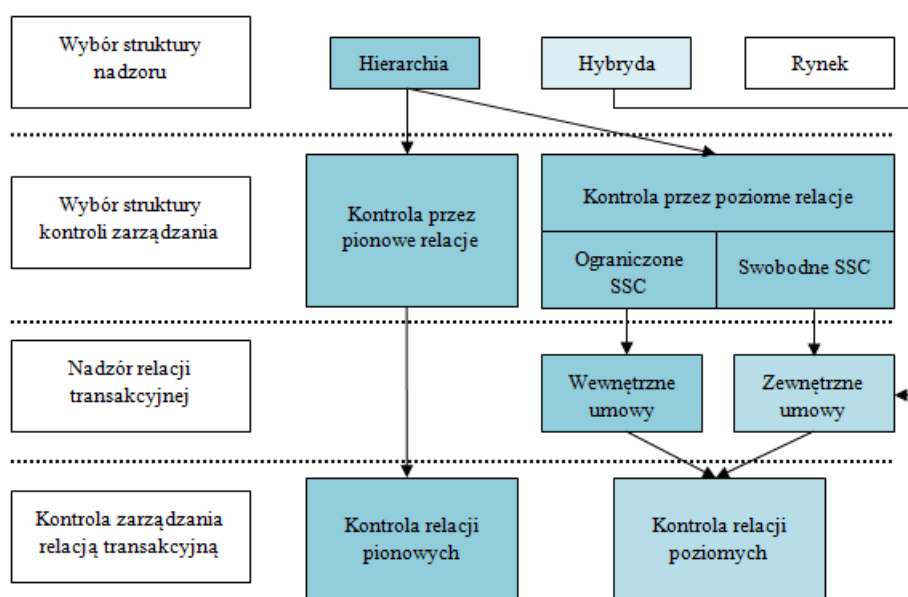 Wybór struktury
nadzoru
Hierarchia
Hybryda
Rynek
Wybór struktury
kontroli zarządzania
Kontrola przez
pionowe relacje
Kontrola przez poziome relacje
Ograniczone
SSC
Swobodne SSC
Nadzór relacji
transakcyjnej
Wewnętrzne
umowy
Zewnętrzne
umowy
Kontrola zarządzania
relacją transakcyjną
Kontrola relacji
pionowych
Kontrola relacji
poziomych